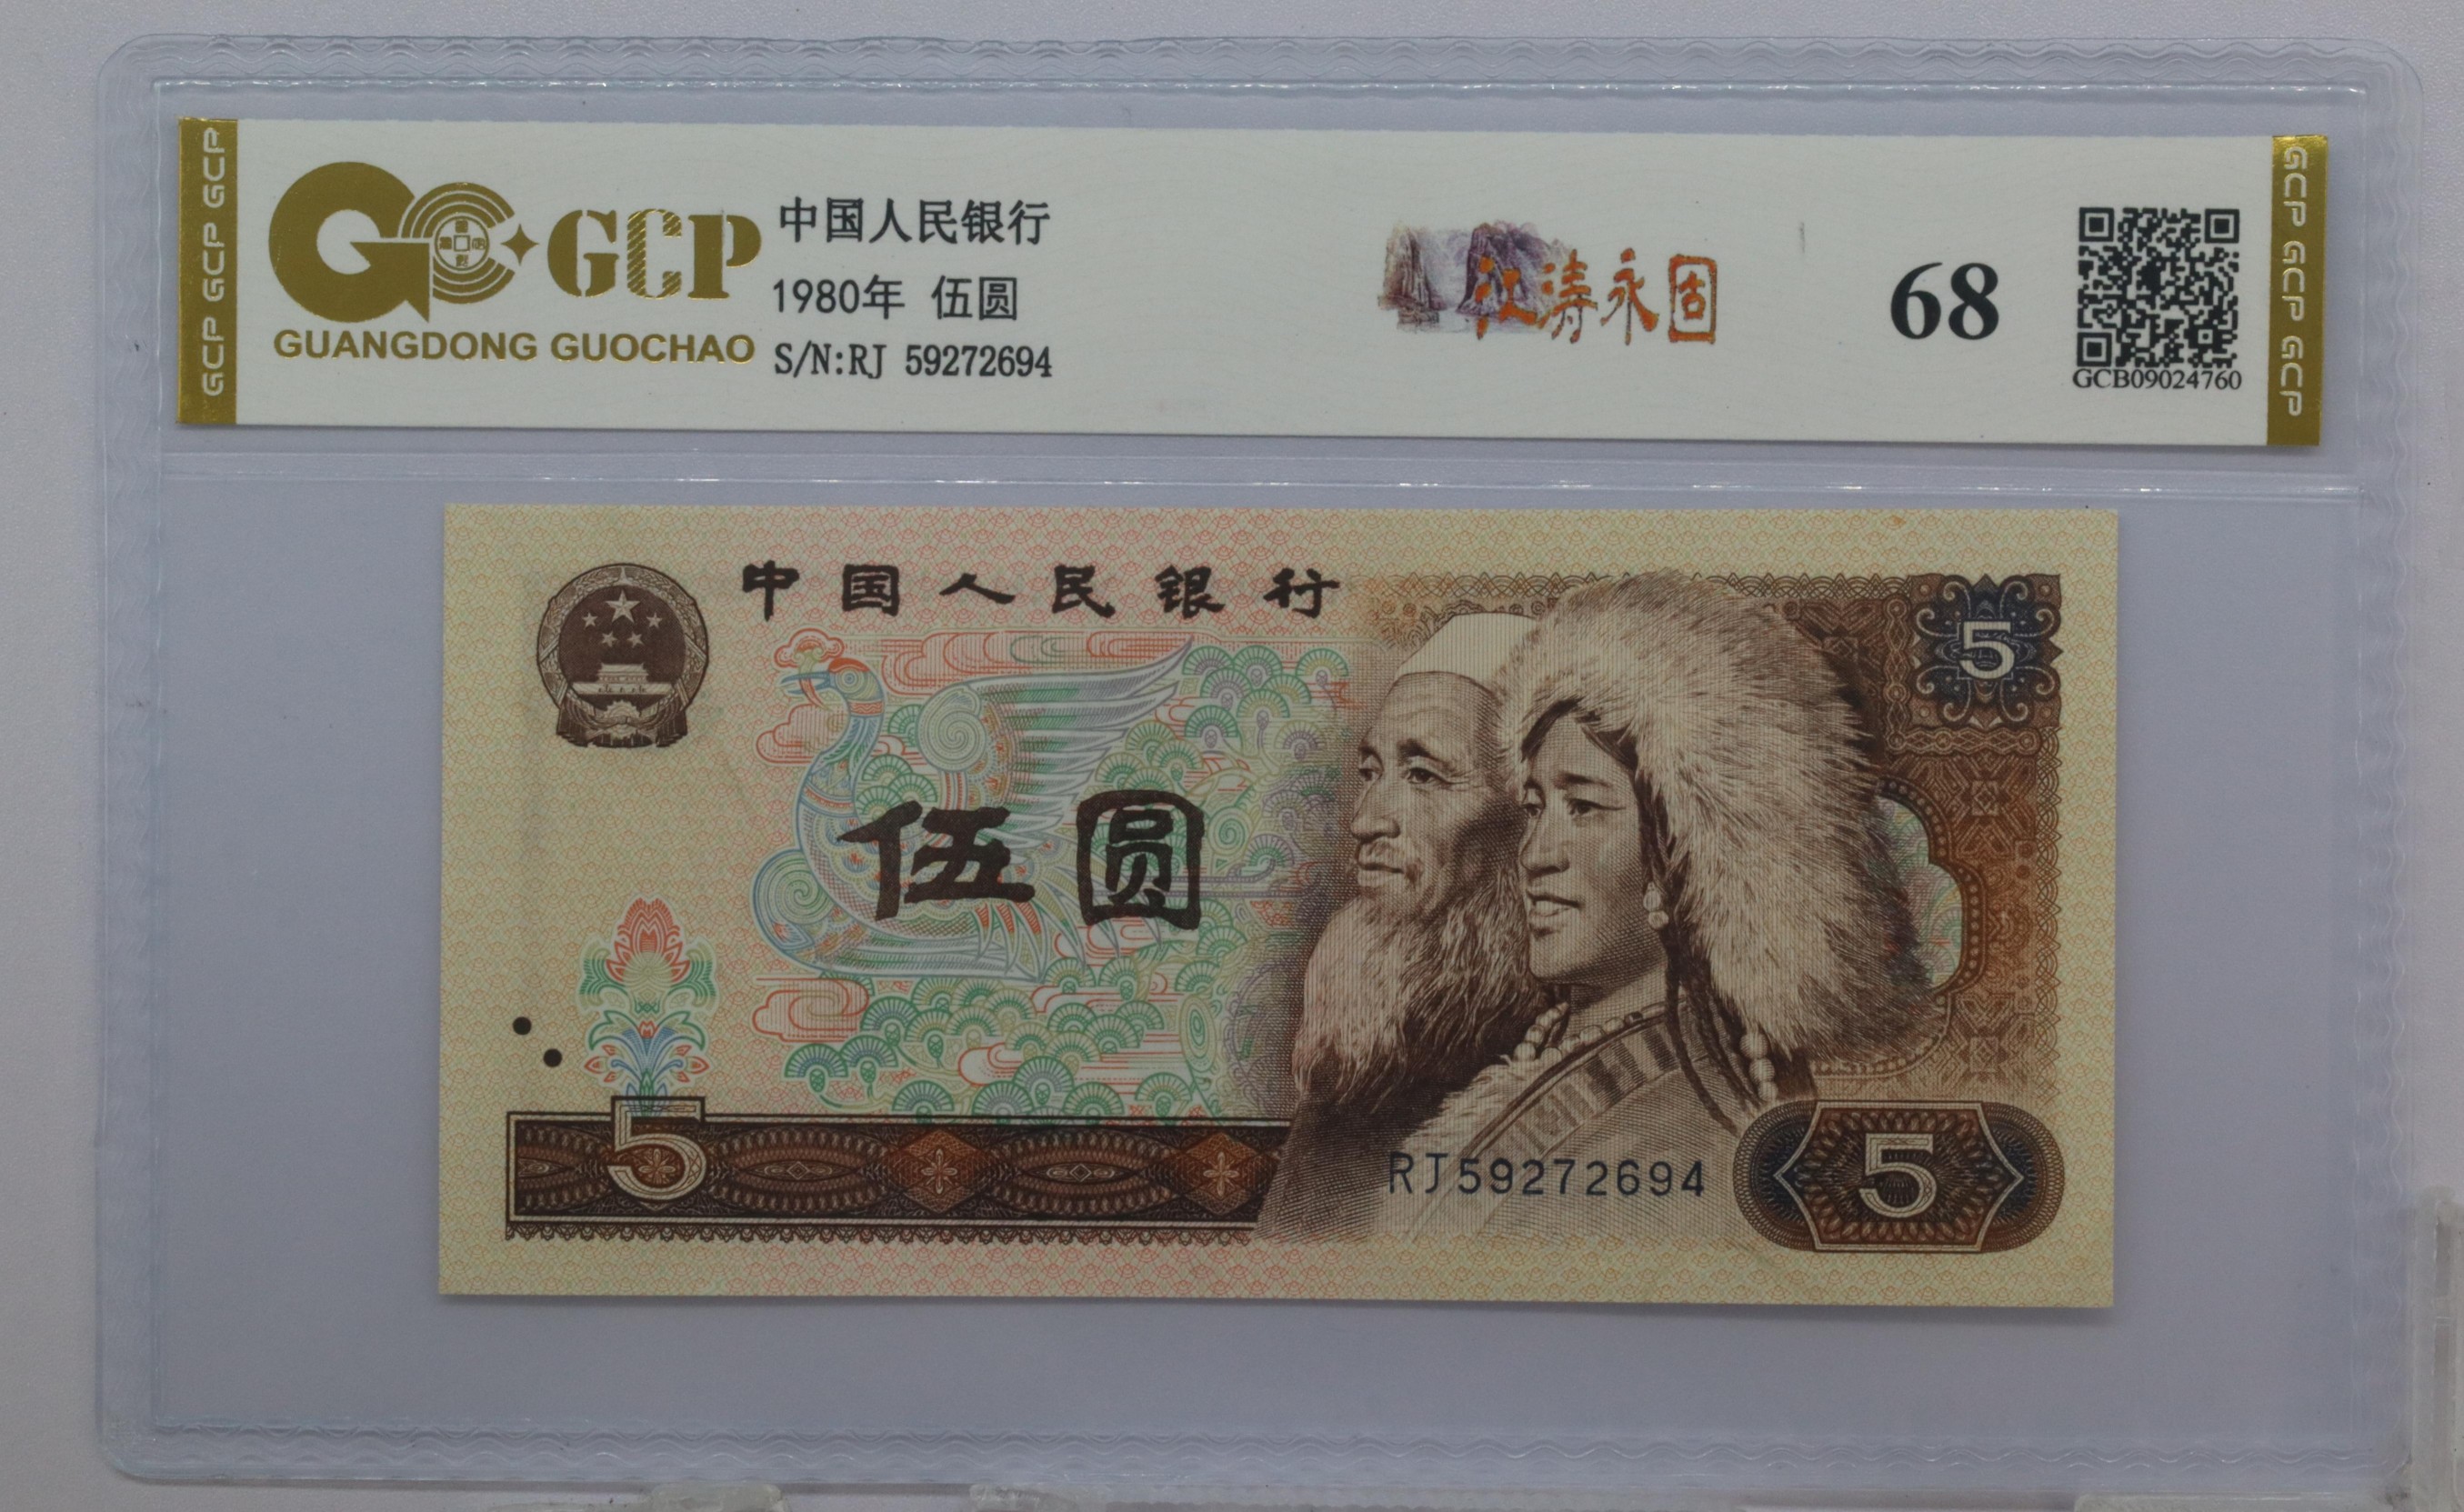 GCP GCP GCP
GCP
GUANGDONG GUOCHAO
中国人民银行
1980年 伍圆
S/N:RJ 59272694
江涛永固
68
GCB09024760
GCP GCP GCP
中国人民银行
5
伍圆
5
RJ59272694
5